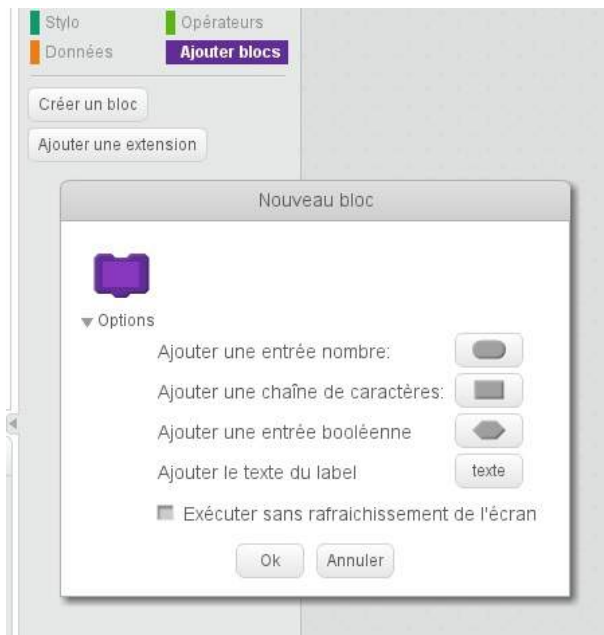 Stylo
Opérateurs
Données
Ajouter blocs
Créer un bloc
Ajouter une extension
Nouveau bloc
Options
Ajouter une entrée nombre:
Ajouter une chaîne de caractères:
Ajouter une entrée booléenne
Ajouter le texte du label
texte
Exécuter sans rafraichissement de l'écran
Ok
Annuler